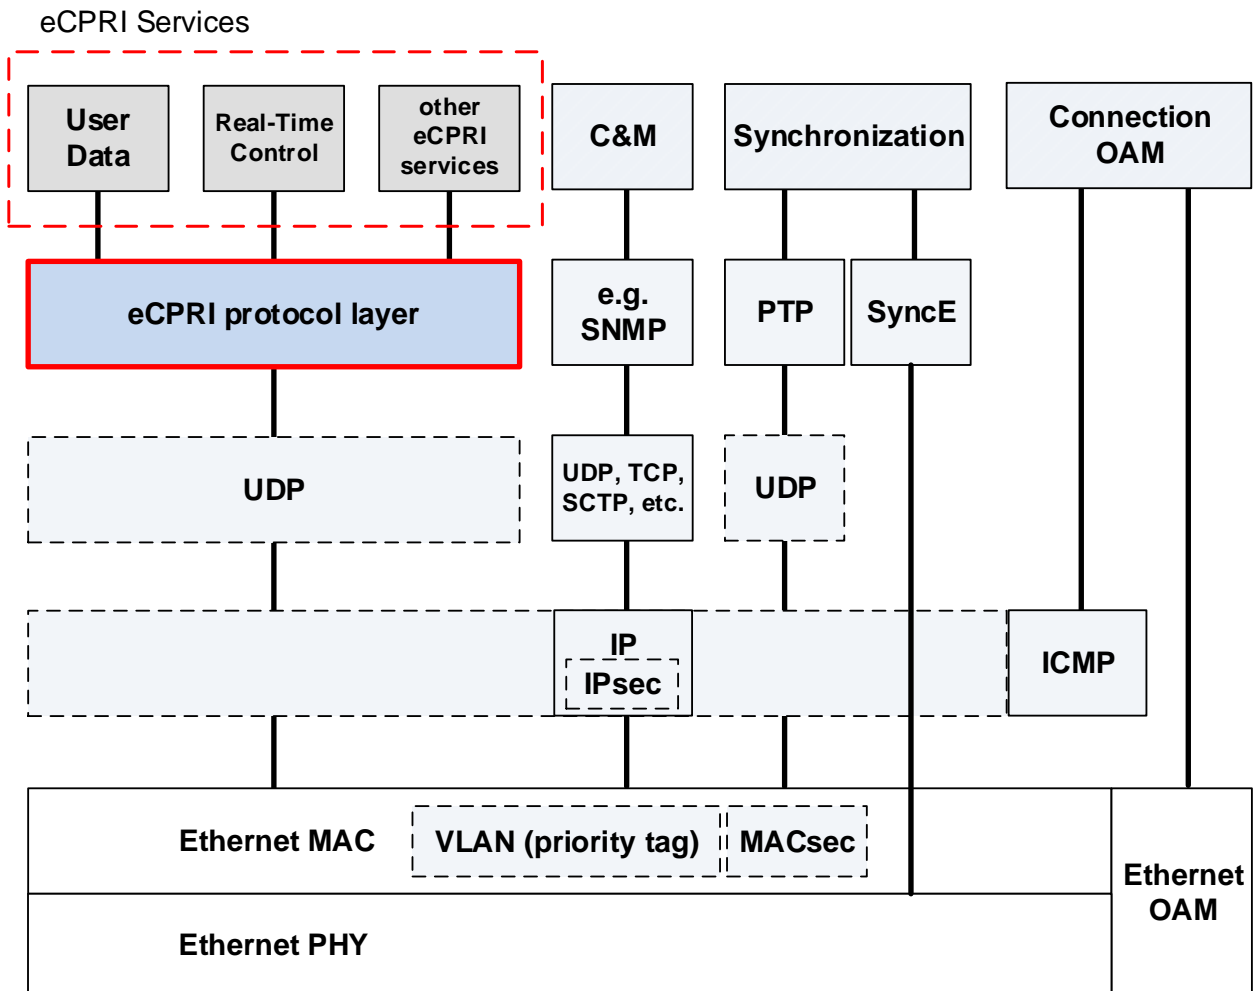 eCPRI Services
User
Data
Real-Time
Control
other
eCPRI
services
C&M
Synchronization
Connection
OAM
eCPRI protocol layer
e.g.
SNMP
PTP
SyncE
UDP
UDP, TCP,
SCTP, etc.
UDP
IP
IPsec
ICMP
Ethernet MAC
VLAN (priority tag)
MACsec
Ethernet
OAM
Ethernet PHY